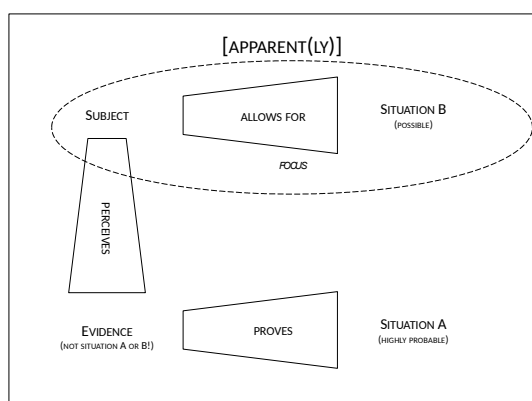 [APPARENT(LY)]
SUBJECT
ALLOWS FOR
SITUATION B
(POSSIBLE)
FOCUS
PERCEIVES
EVIDENCE
(NOT SITUATION A OR B!)
PROVES
SITUATION A
(HIGHLY PROBABLE)